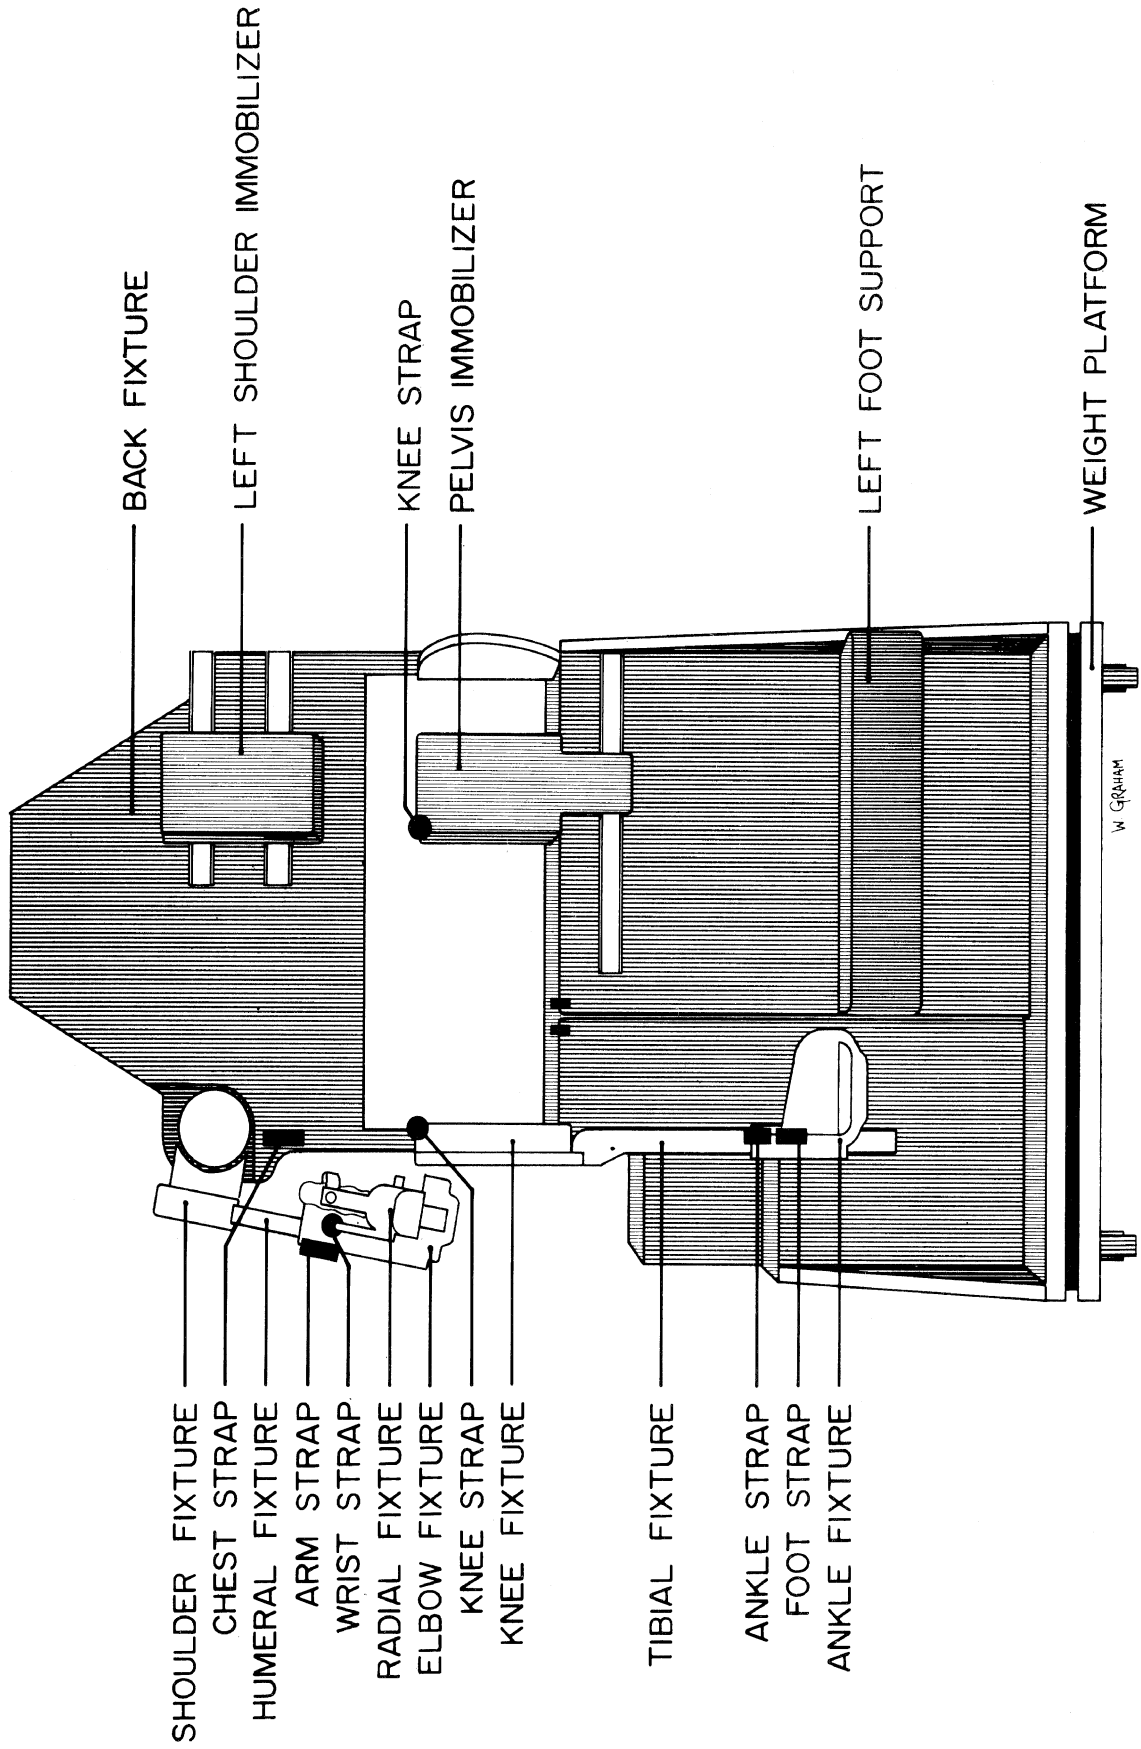 BACK FIXTURE
LEFT SHOULDER IMMOBILIZER
KNEE STRAP
PELVIS IMMOBILIZER
LEFT FOOT SUPPORT
WEIGHT PLATFORM
W GRAHAM
SHOULDER FIXTURE
CHEST STRAP
HUMERAL FIXTURE
ARM STRAP
WRIST STRAP
RADIAL FIXTURE
ELBOW FIXTURE
KNEE STRAP
KNEE FIXTURE
TIBIAL FIXTURE
ANKLE STRAP
FOOT STRAP
ANKLE FIXTURE